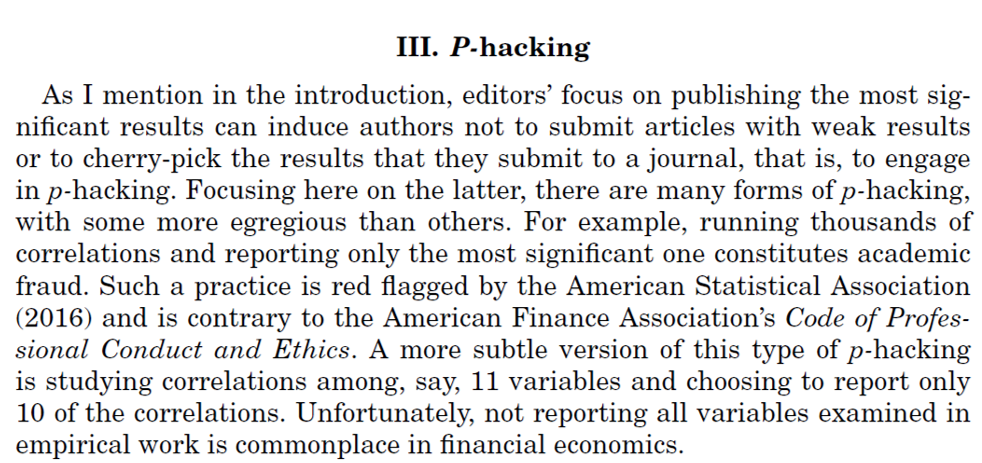 III. P-hacking
As I mention in the introduction, editors’ focus on publishing the most sig-
nificant results can induce authors not to submit articles with weak results
or to cherry-pick the results that they submit to a journal, that is, to engage
in p-hacking. Focusing here on the latter, there are many forms of p-hacking,
with some more egregious than others. For example, running thousands of
correlations and reporting only the most significant one constitutes academic
fraud. Such a practice is red flagged by the American Statistical Association
(2016) and is contrary to the American Finance Association’s Code of Profes-
sional Conduct and Ethics. A more subtle version of this type of p-hacking
is studying correlations among, say, 11 variables and choosing to report only
10 of the correlations. Unfortunately, not reporting all variables examined in
empirical work is commonplace in financial economics.